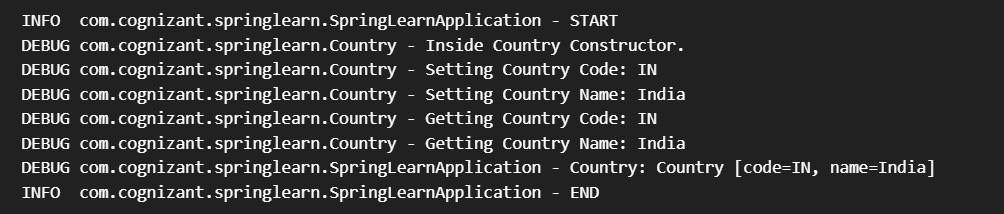 INFO  com.cognizant.springlearn.SpringLearnApplication - START
DEBUG com.cognizant.springlearn.Country - Inside Country Constructor.
DEBUG com.cognizant.springlearn.Country - Setting Country Code: IN
DEBUG com.cognizant.springlearn.Country - Setting Country Name: India
DEBUG com.cognizant.springlearn.Country - Getting Country Code: IN
DEBUG com.cognizant.springlearn.Country - Getting Country Name: India
DEBUG com.cognizant.springlearn.SpringLearnApplication - Country: Country [code=IN, name=India]
INFO  com.cognizant.springlearn.SpringLearnApplication - END